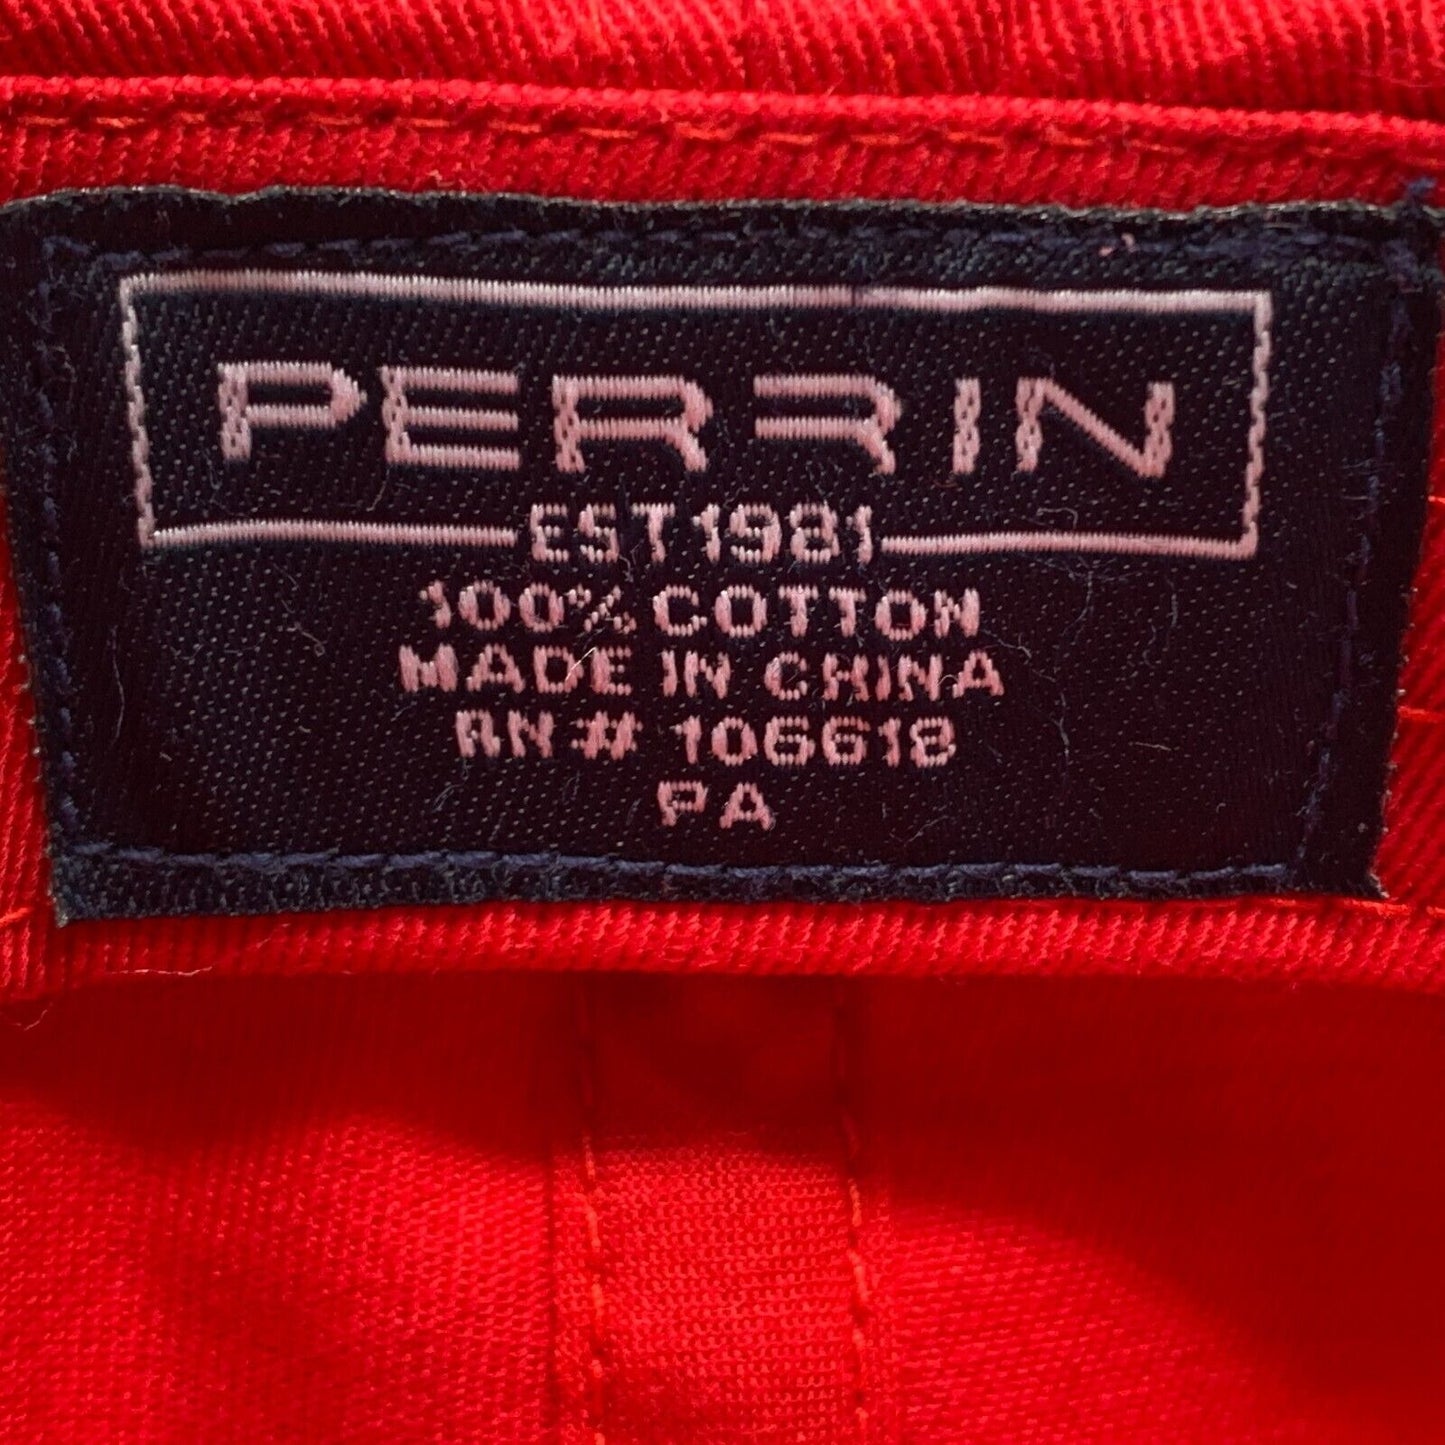 PERRIN
EST 1981
100% COTTON
MADE IN CHINA
RN# 106618
PA